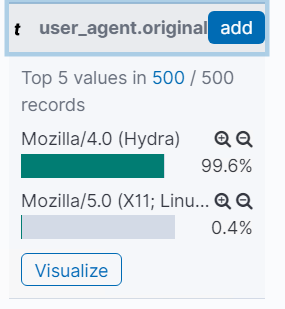 t user_agent.original add
Top 5 values in 500 / 500
records
Mozilla/4.0 (Hydra)
99.6%
Mozilla/5.0 (X11; Linu...
0.4%
Visualize